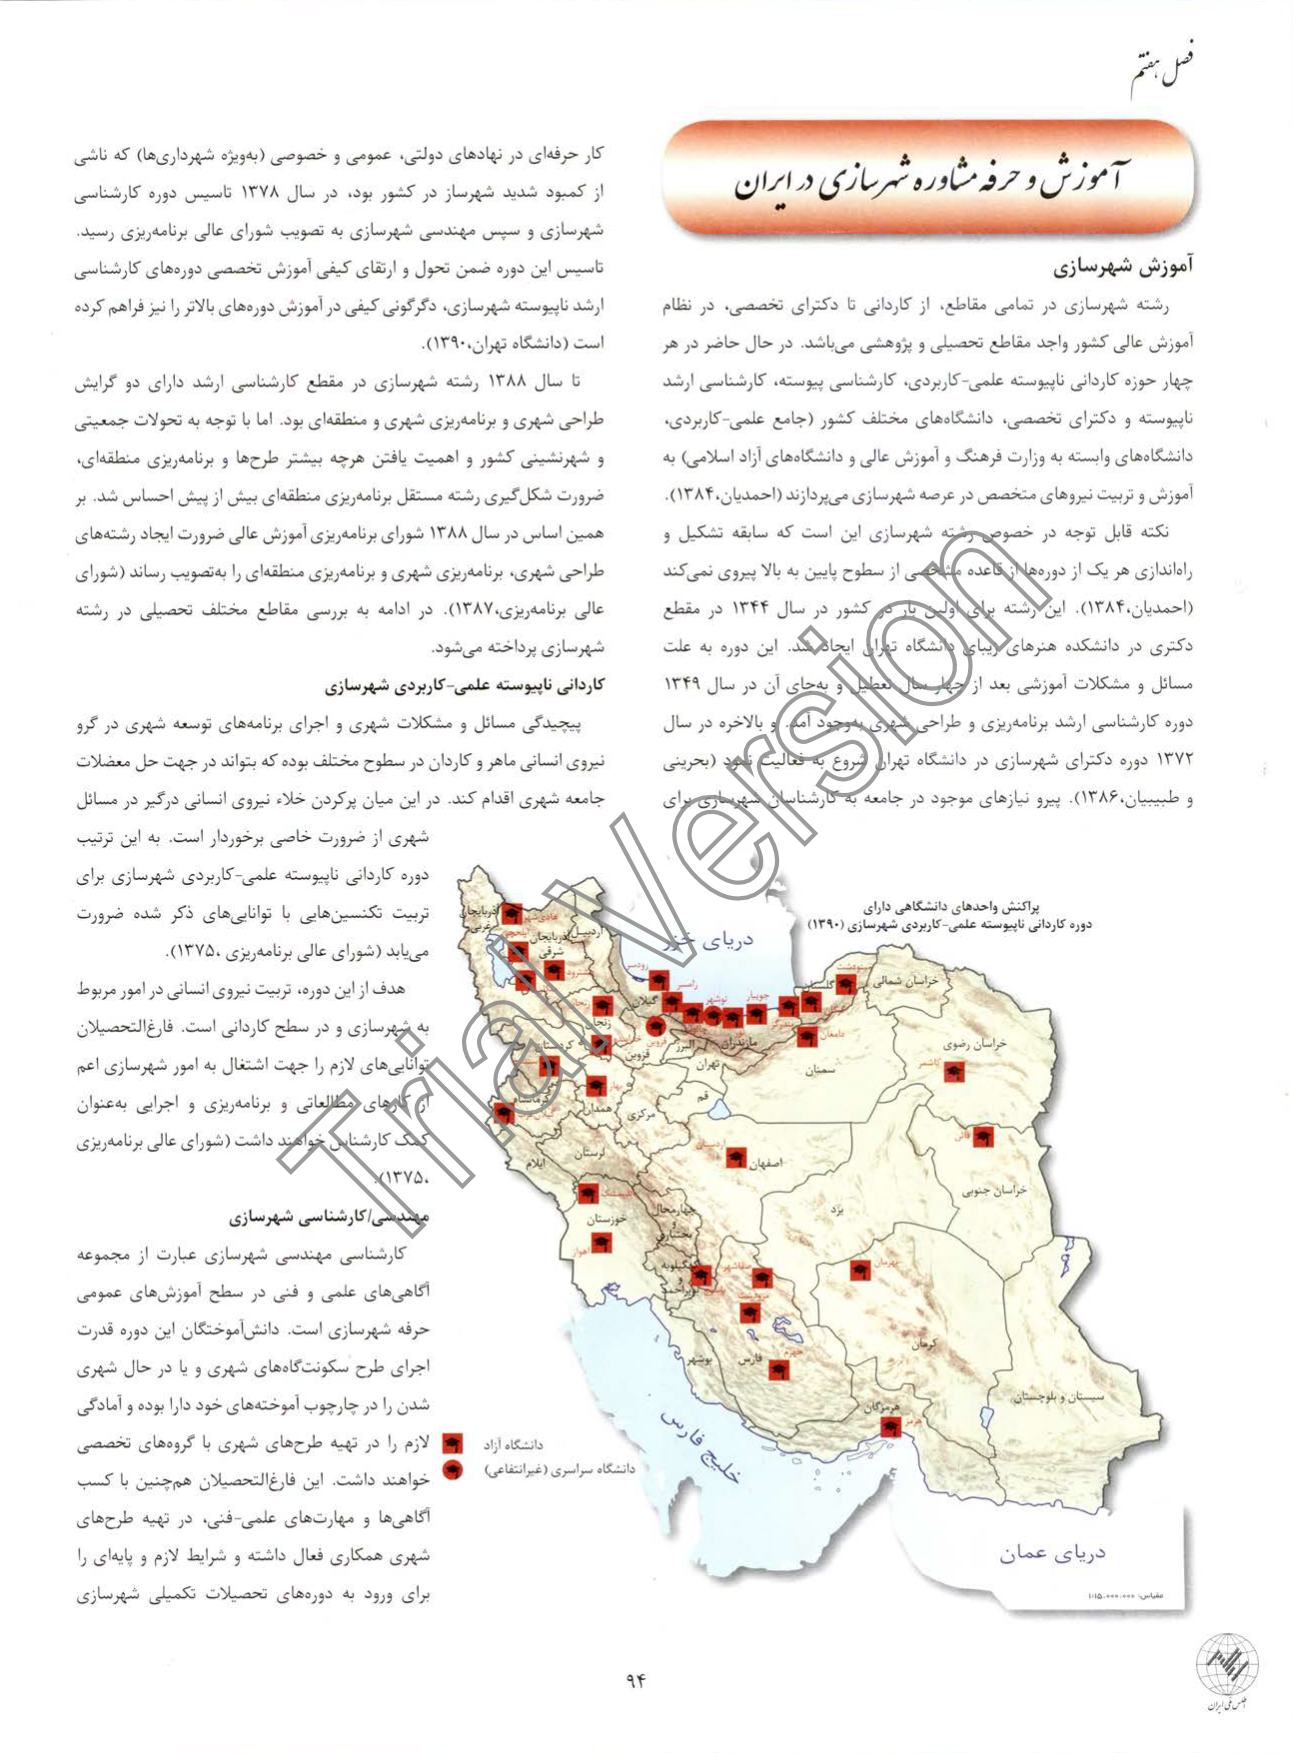 فصل هفتم
آموزش و حرفه مشاوره شهرسازی در ایران
آموزش شهرسازی
رشته شهرسازی در تمامی مقاطع، از کاردانی تا دکترای تخصصی، در نظام
آموزش عالی کشور واجد مقاطع تحصیلی و پژوهشی می‌باشد. در حال حاضر در هر
چهار حوزه کاردانی ناپیوسته علمی-کاربردی، کارشناسی پیوسته، کارشناسی ارشد
ناپیوسته و دکترای تخصصی، دانشگاه‌های مختلف کشور (جامع علمی-کاربردی،
دانشگاه‌های وابسته به وزارت فرهنگ و آموزش عالی و دانشگاه‌های آزاد اسلامی) به
آموزش و تربیت نیروهای متخصص در عرصه شهرسازی می‌پردازند (احمدیان،۱۳۸۴).
نکته قابل توجه در خصوص رشته شهرسازی این است که سابقه تشکیل و
راه‌اندازی هر یک از دوره‌ها از قاعده مشخصی از سطوح پایین به بالا پیروی نمی‌کند
(احمدیان،۱۳۸۴). این رشته برای اولین بار در کشور در سال ۱۳۴۴ در مقطع
دکتری در دانشکده هنرهای زیبای دانشگاه تهران ایجاد شد. این دوره به علت
مسائل و مشکلات آموزشی بعد از چهار سال تعطیل و به‌جای آن در سال ۱۳۴۹
دوره کارشناسی ارشد برنامه‌ریزی و طراحی شهری به‌وجود آمد. و بالاخره در سال
۱۳۷۲ دوره دکترای شهرسازی در دانشگاه تهران شروع به فعالیت نمود (بحرینی
و طبیبیان،۱۳۸۶). پیرو نیازهای موجود در جامعه به کارشناسان شهرسازی برای
کار حرفه‌ای در نهادهای دولتی، عمومی و خصوصی (به‌ویژه شهرداری‌ها) که ناشی
از کمبود شدید شهرساز در کشور بود، در سال ۱۳۷۸ تاسیس دوره کارشناسی
شهرسازی و سپس مهندسی شهرسازی به تصویب شورای عالی برنامه‌ریزی رسید.
تاسیس این دوره ضمن تحول و ارتقای کیفی آموزش تخصصی دوره‌های کارشناسی
ارشد ناپیوسته شهرسازی، دگرگونی کیفی در آموزش دوره‌های بالاتر را نیز فراهم کرده
است (دانشگاه تهران،۱۳۹۰).
تا سال ۱۳۸۸ رشته شهرسازی در مقطع کارشناسی ارشد دارای دو گرایش
طراحی شهری و برنامه‌ریزی شهری و منطقه‌ای بود. اما با توجه به تحولات جمعیتی
و شهرنشینی کشور و اهمیت یافتن هرچه بیشتر طرح‌ها و برنامه‌ریزی منطقه‌ای،
ضرورت شکل‌گیری رشته مستقل برنامه‌ریزی منطقه‌ای بیش از پیش احساس شد. بر
همین اساس در سال ۱۳۸۸ شورای برنامه‌ریزی آموزش عالی ضرورت ایجاد رشته‌های
طراحی شهری، برنامه‌ریزی شهری و برنامه‌ریزی منطقه‌ای را به‌تصویب رساند (شورای
عالی برنامه‌ریزی،۱۳۸۷). در ادامه به بررسی مقاطع مختلف تحصیلی در رشته
شهرسازی پرداخته می‌شود.
کاردانی ناپیوسته علمی-کاربردی شهرسازی
پیچیدگی مسائل و مشکلات شهری و اجرای برنامه‌های توسعه شهری در گرو
نیروی انسانی ماهر و کاردان در سطوح مختلف بوده که بتواند در جهت حل معضلات
جامعه شهری اقدام کند. در این میان پرکردن خلاء نیروی انسانی درگیر در مسائل
شهری از ضرورت خاصی برخوردار است. به این ترتیب
دوره کاردانی ناپیوسته علمی-کاربردی شهرسازی برای
تربیت تکنسین‌هایی با توانایی‌های ذکر شده ضرورت
می‌یابد (شورای عالی برنامه‌ریزی ،۱۳۷۵).
هدف از این دوره، تربیت نیروی انسانی در امور مربوط
به شهرسازی و در سطح کاردانی است. فارغ‌التحصیلان
توانایی‌های لازم را جهت اشتغال به امور شهرسازی اعم
از کارهای مطالعاتی و برنامه‌ریزی و اجرایی به‌عنوان
کمک کارشناس خواهند داشت (شورای عالی برنامه‌ریزی
،۱۳۷۵).
مهندسی/کارشناسی شهرسازی
کارشناسی مهندسی شهرسازی عبارت از مجموعه
آگاهی‌های علمی و فنی در سطح آموزش‌های عمومی
حرفه شهرسازی است. دانش‌آموختگان این دوره قدرت
اجرای طرح سکونت‌گاه‌های شهری و یا در حال شهری
شدن را در چارچوب آموخته‌های خود دارا بوده و آمادگی
لازم را در تهیه طرح‌های شهری با گروه‌های تخصصی
خواهند داشت. این فارغ‌التحصیلان هم‌چنین با کسب
آگاهی‌ها و مهارت‌های علمی-فنی، در تهیه طرح‌های
شهری همکاری فعال داشته و شرایط لازم و پایه‌ای را
برای ورود به دوره‌های تحصیلات تکمیلی شهرسازی
پراکنش واحدهای دانشگاهی دارای
دوره کاردانی ناپیوسته علمی-کاربردی شهرسازی (۱۳۹۰)
دریای خزر
آذربایجان
غربی
آذربایجان
شرقی
اردبیل
هادی‌شهر
رودسر
رامسر
گیلان
نوشهر
جویبار
گلستان
مینودشت
خراسان شمالی
زنجان
زنجان
قزوین
قزوین
البرز
مازندران
دامغان
سمنان
تهران
خراسان رضوی
کاشمر
کردستان
کرمانشاه
بهار
همدان
مرکزی
قم
قائن
خراسان جنوبی
لرستان
ایلام
اردستان
اصفهان
یزد
اندیمشک
خوزستان
اهواز
چهارمحال
و
بختیاری
کهگیلویه
و
بویراحمد
صفاشهر
مرودشت
فارس
جهرم
بوشهر
کرمان
هرمزگان
هرمز
سیستان و بلوچستان
خلیج فارس
دریای عمان
دانشگاه آزاد
دانشگاه سراسری (غیرانتفاعی)
مقیاس: ۱:۱۵.۰۰۰.۰۰۰
Trial Version
۹۴
اطلس ملی ایران